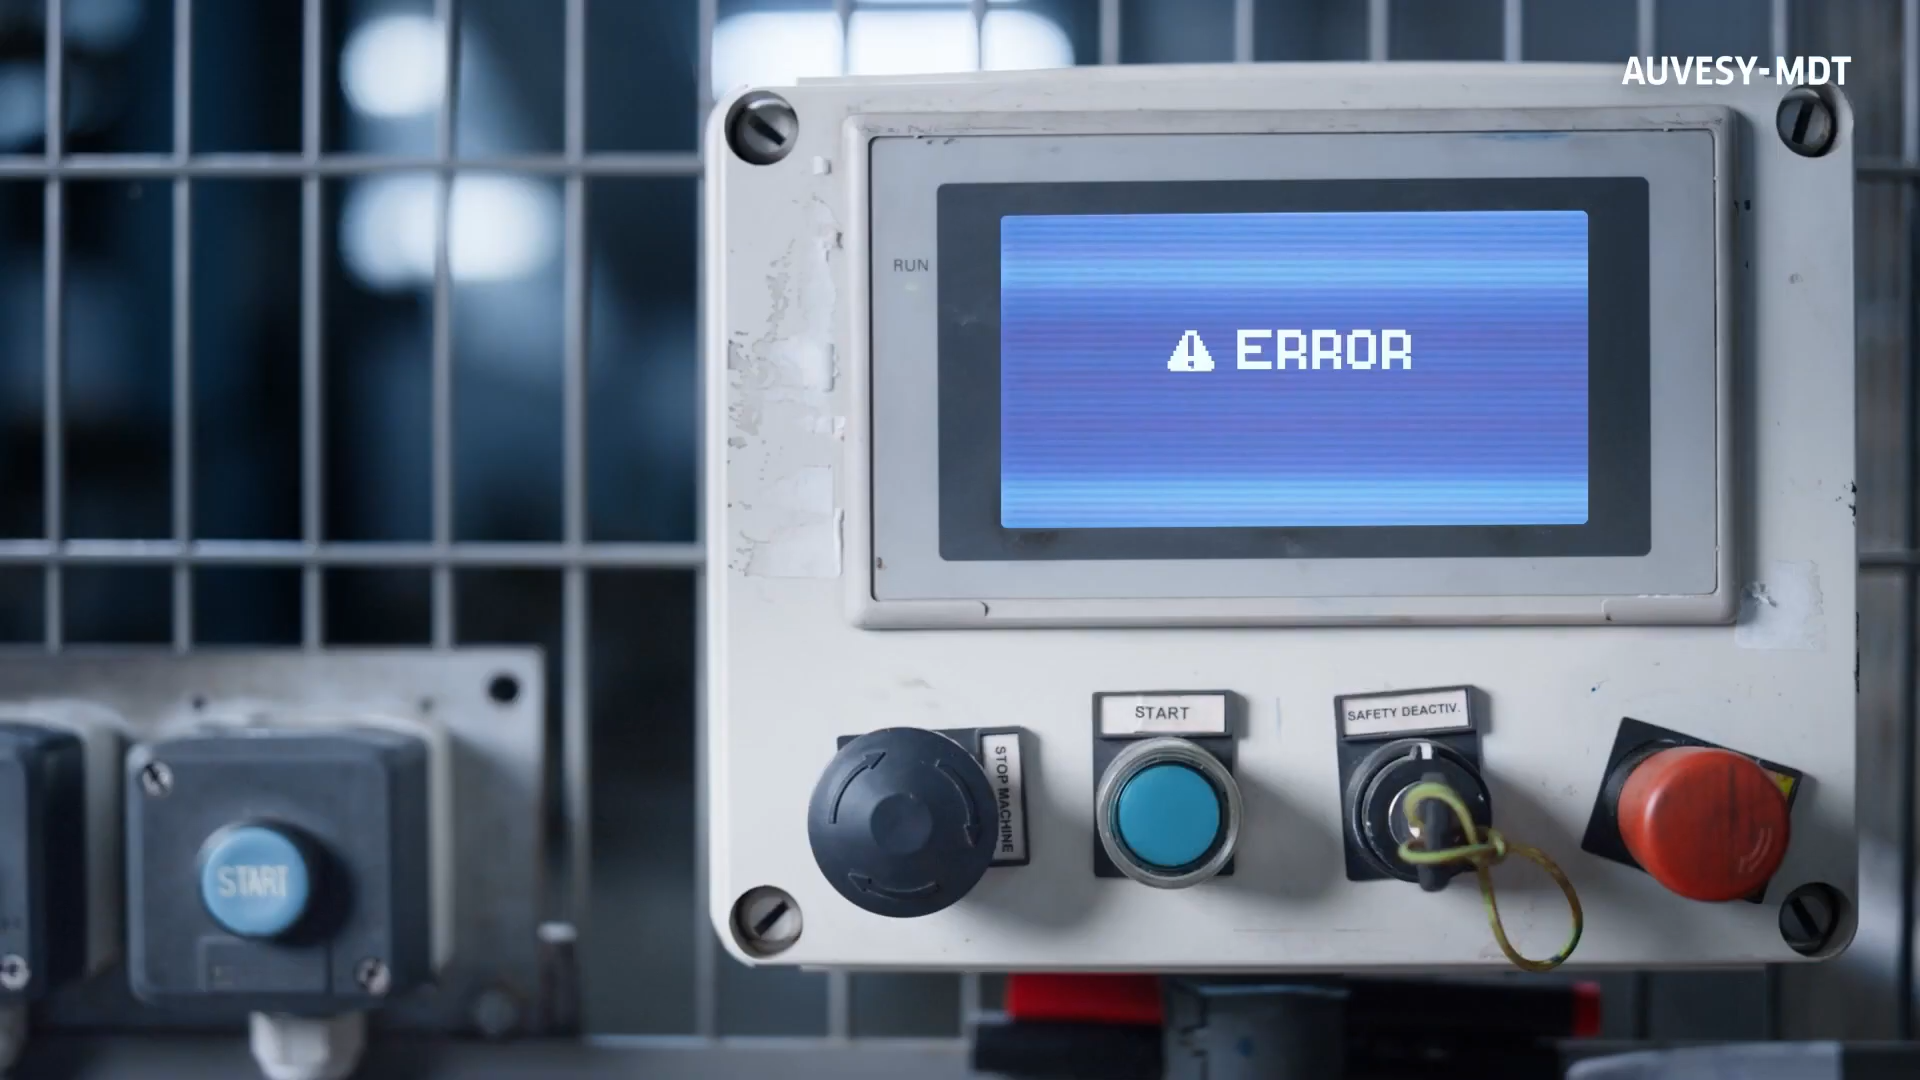 AUVESY-MDT
RUN
ERROR
START
SAFETY DEACTIV.
STOP MACHINE
START